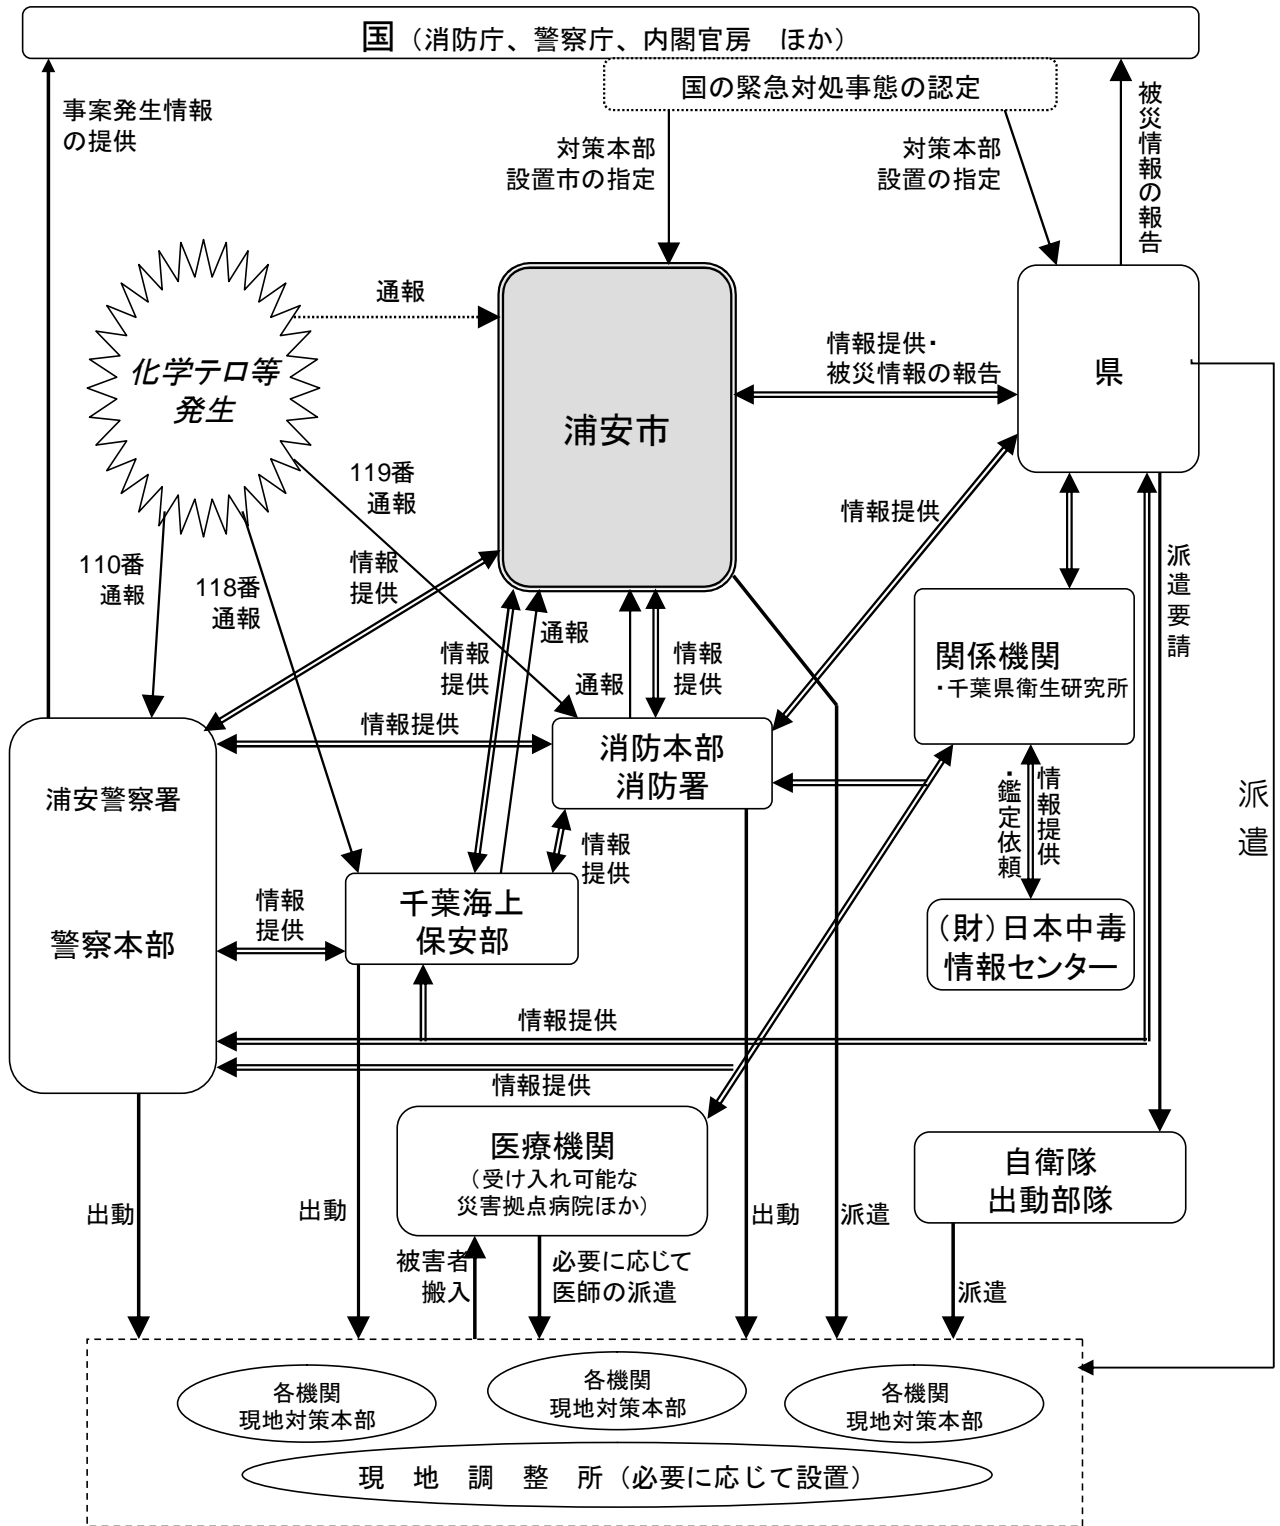 国（消防庁、警察庁、内閣官房　ほか）
国の緊急対処事態の認定
事案発生情報
の提供
対策本部
設置市の指定
対策本部
設置の指定
被災情報の報告
通報
化学テロ等
発生
浦安市
情報提供・
被災情報の報告
県
119番
通報
情報提供
110番
通報
118番
通報
情報
提供
派遣要請
通報
情報
提供
通報
情報
提供
関係機関
・千葉県衛生研究所
情報提供
消防本部
消防署
浦安警察署
情報提供
・鑑定依頼
派遣
情報
提供
千葉海上
保安部
情報
提供
警察本部
（財）日本中毒
情報センター
情報提供
情報提供
医療機関
（受け入れ可能な
災害拠点病院ほか）
自衛隊
出動部隊
出動
出動
出動
派遣
被害者
搬入
必要に応じて
医師の派遣
派遣
各機関
現地対策本部
各機関
現地対策本部
各機関
現地対策本部
現　地　調　整　所（必要に応じて設置）